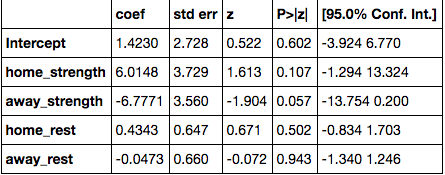 coef std err z P>|z| [95.0% Conf. Int.]
Intercept 1.4230 2.728 0.522 0.602 -3.924 6.770
home_strength 6.0148 3.729 1.613 0.107 -1.294 13.324
away_strength -6.7771 3.560 -1.904 0.057 -13.754 0.200
home_rest 0.4343 0.647 0.671 0.502 -0.834 1.703
away_rest -0.0473 0.660 -0.072 0.943 -1.340 1.246